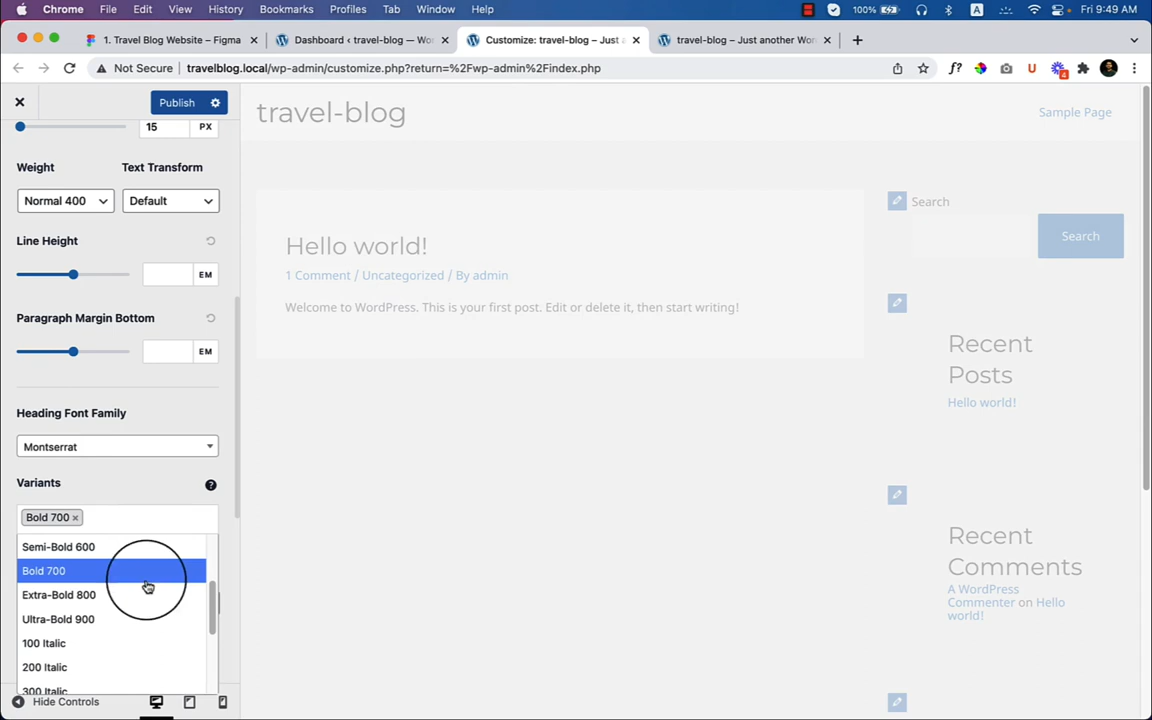 Chrome File Edit View History Bookmarks Profiles Tab Window Help 100% A Fri 9:49 AM
1. Travel Blog Website – Figma × Dashboard ‹ travel-blog — Wo × Customize: travel-blog – Just a × travel-blog – Just another Wor × +
Not Secure travelblog.local/wp-admin/customize.php?return=%2Fwp-admin%2Findex.php f? U 4
Publish
travel-blog
Sample Page
15 PX
Weight Text Transform
Normal 400 Default
Line Height
EM
Paragraph Margin Bottom
EM
Heading Font Family
Montserrat
Variants ?
Bold 700 ×
Semi-Bold 600
Bold 700
Extra-Bold 800
Ultra-Bold 900
100 Italic
200 Italic
300 Italic
Hide Controls
Hello world!
1 Comment / Uncategorized / By admin
Welcome to WordPress. This is your first post. Edit or delete it, then start writing!
Search
Search
Recent
Posts
Hello world!
Recent
Comments
A WordPress
Commenter on Hello
world!